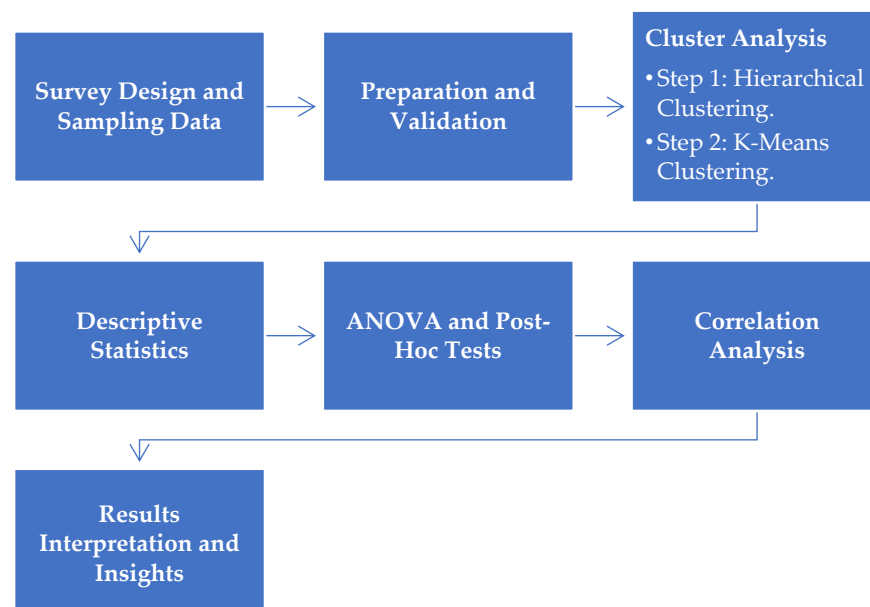 Survey Design and
Sampling Data
Preparation and
Validation
Cluster Analysis
• Step 1: Hierarchical
Clustering.
• Step 2: K-Means
Clustering.
Descriptive
Statistics
ANOVA and Post-
Hoc Tests
Correlation
Analysis
Results
Interpretation and
Insights